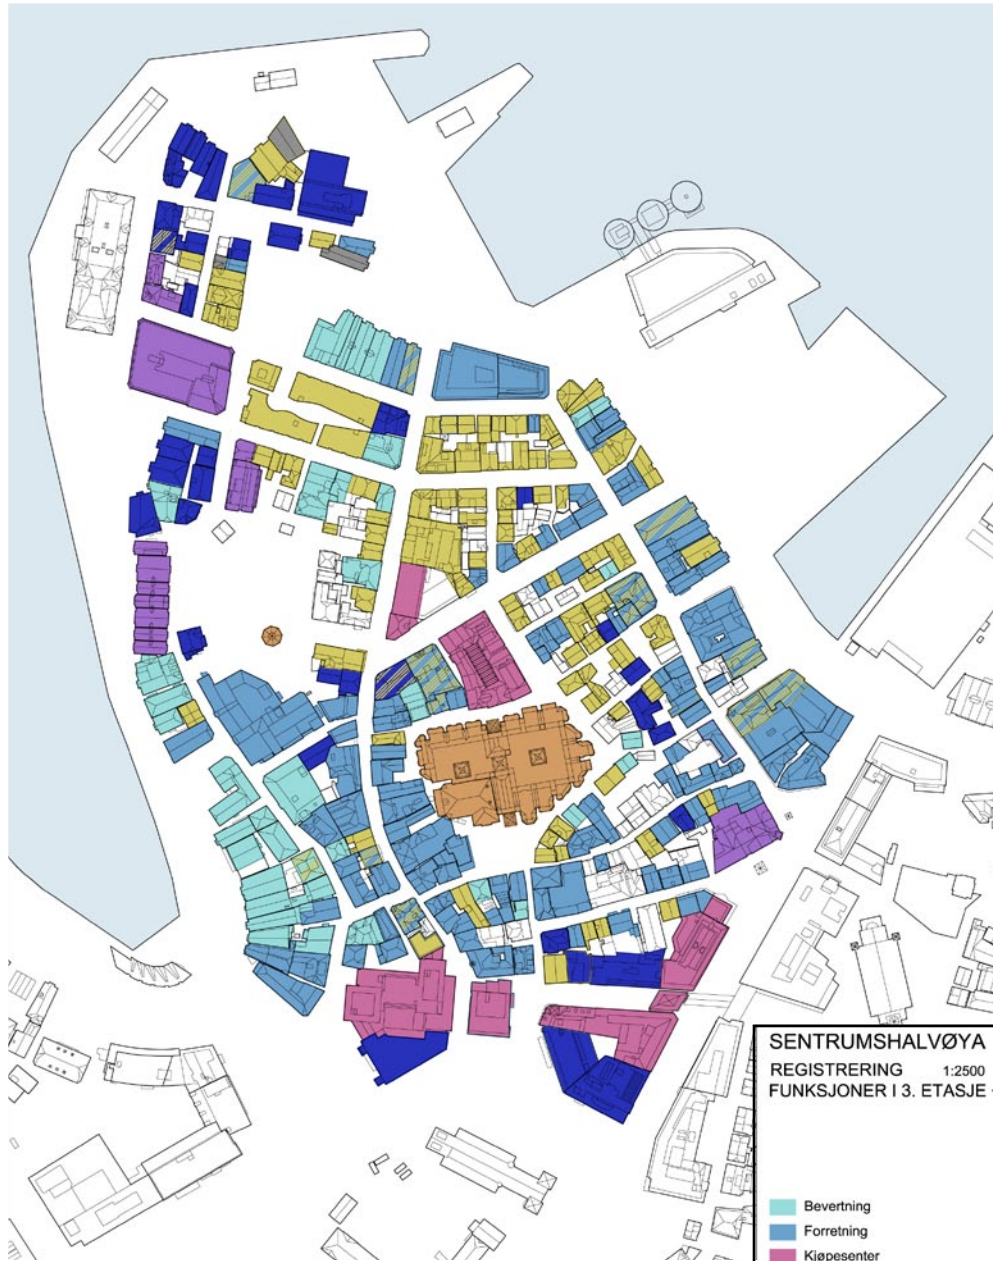 SENTRUMSHALVØYA
REGISTRERING 1:2500
FUNKSJONER I 3. ETASJE
Bevertning
Forretning
Kjøpesenter